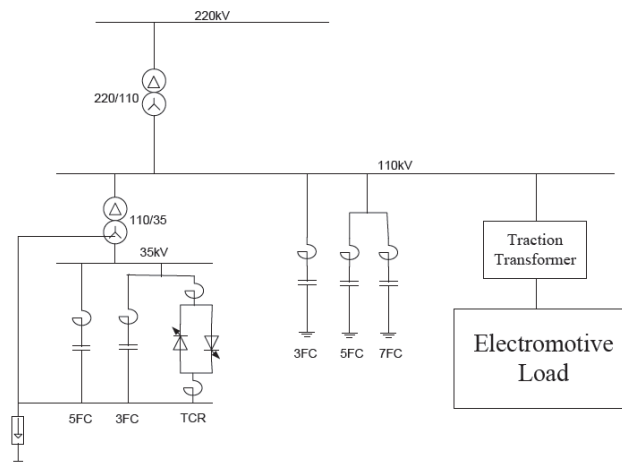 220kV
220/110
110kV
110/35
35kV
Traction
Transformer
Electromotive
Load
3FC
5FC
7FC
5FC
3FC
TCR